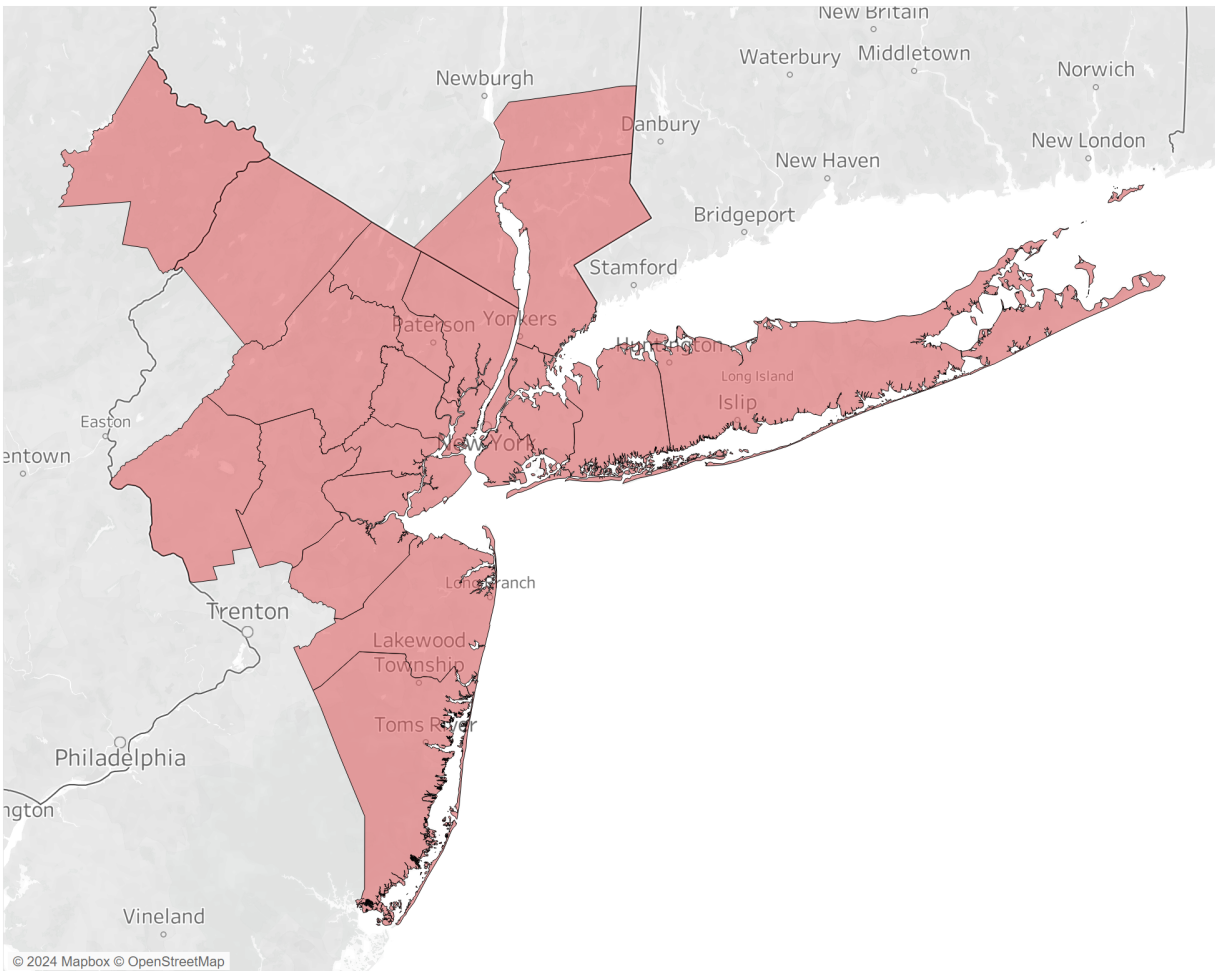 New Britain
Waterbury
Middletown
Newburgh
Norwich
Danbury
New Haven
New London
Bridgeport
Stamford
Paterson
Yonkers
Huntington
Long Island
Islip
Easton
New York
entown
Long Branch
Trenton
Lakewood
Township
Toms River
Philadelphia
ngton
Vineland
© 2024 Mapbox © OpenStreetMap